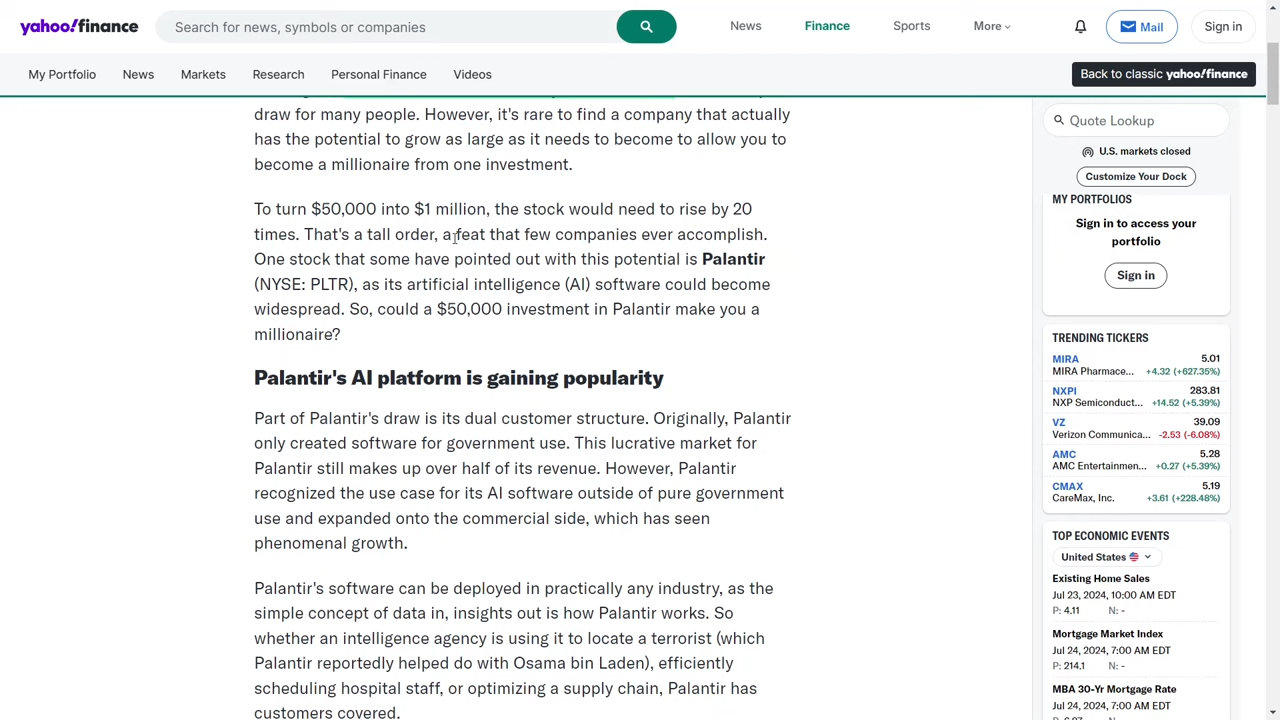 yahoo!finance
Search for news, symbols or companies
News
Finance
Sports
More
Mail
Sign in
My Portfolio
News
Markets
Research
Personal Finance
Videos
Back to classic yahoo!finance
draw for many people. However, it's rare to find a company that actually
has the potential to grow as large as it needs to become to allow you to
become a millionaire from one investment.
To turn $50,000 into $1 million, the stock would need to rise by 20
times. That's a tall order, a feat that few companies ever accomplish.
One stock that some have pointed out with this potential is Palantir
(NYSE: PLTR), as its artificial intelligence (AI) software could become
widespread. So, could a $50,000 investment in Palantir make you a
millionaire?
Palantir's AI platform is gaining popularity
Part of Palantir's draw is its dual customer structure. Originally, Palantir
only created software for government use. This lucrative market for
Palantir still makes up over half of its revenue. However, Palantir
recognized the use case for its AI software outside of pure government
use and expanded onto the commercial side, which has seen
phenomenal growth.
Palantir's software can be deployed in practically any industry, as the
simple concept of data in, insights out is how Palantir works. So
whether an intelligence agency is using it to locate a terrorist (which
Palantir reportedly helped do with Osama bin Laden), efficiently
scheduling hospital staff, or optimizing a supply chain, Palantir has
customers covered.
Quote Lookup
U.S. markets closed
Customize Your Dock
MY PORTFOLIOS
Sign in to access your
portfolio
Sign in
TRENDING TICKERS
MIRA 5.01
MIRA Pharmace... +4.32 (+627.35%)
NXPI 283.81
NXP Semiconduct... +14.52 (+5.39%)
VZ 39.09
Verizon Communica... -2.53 (-6.08%)
AMC 5.28
AMC Entertainmen... +0.27 (+5.39%)
CMAX 5.19
CareMax, Inc. +3.61 (+228.48%)
TOP ECONOMIC EVENTS
United States
Existing Home Sales
Jul 23, 2024, 10:00 AM EDT
P: 4.11 N: -
Mortgage Market Index
Jul 24, 2024, 7:00 AM EDT
P: 214.1 N: -
MBA 30-Yr Mortgage Rate
Jul 24, 2024, 7:00 AM EDT